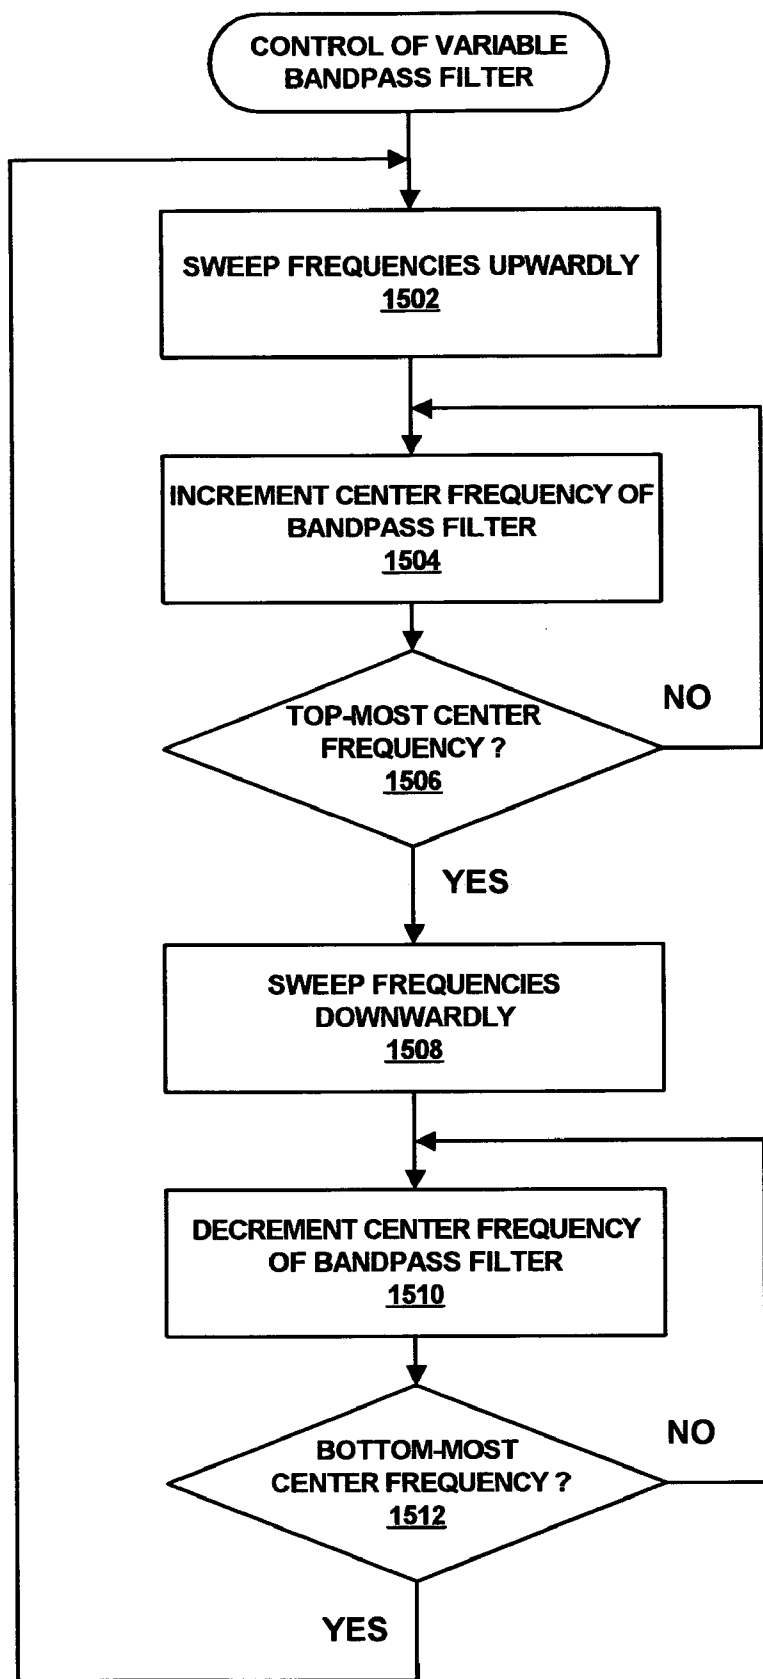 CONTROL OF VARIABLE
BANDPASS FILTER
SWEEP FREQUENCIES UPWARDLY
1502
INCREMENT CENTER FREQUENCY OF
BANDPASS FILTER
1504
TOP-MOST CENTER
FREQUENCY ?
1506
NO
YES
SWEEP FREQUENCIES
DOWNWARDLY
1508
DECREMENT CENTER FREQUENCY
OF BANDPASS FILTER
1510
BOTTOM-MOST
CENTER FREQUENCY ?
1512
NO
YES